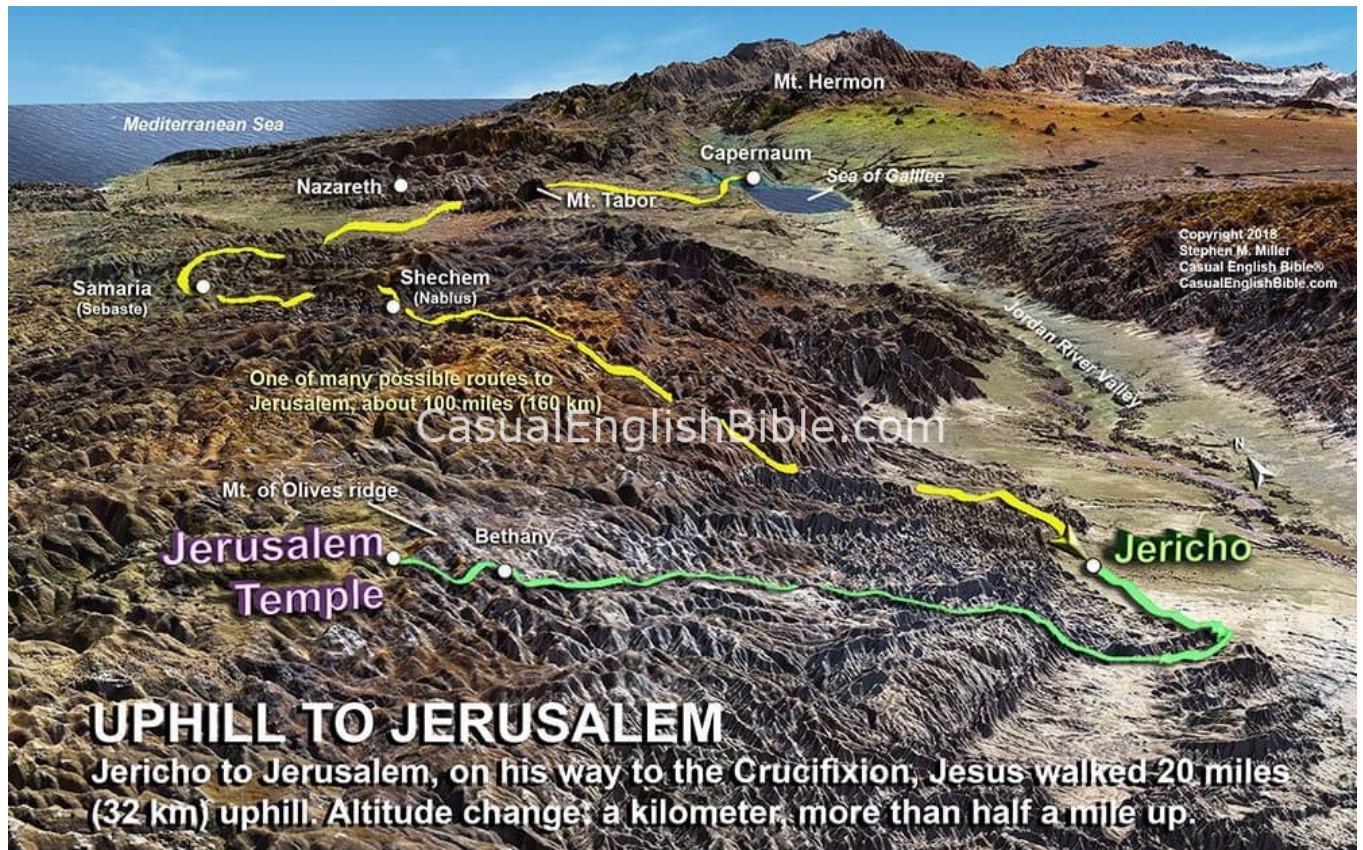 Mt. Hermon
Mediterranean Sea
Capernaum
Nazareth
Sea of Galilee
Mt. Tabor
Copyright 2018
Stephen M. Miller
Casual English Bible®
CasualEnglishBible.com
Samaria
(Sebaste)
Shechem
(Nablus)
Jordan River Valley
One of many possible routes to
Jerusalem, about 100 miles (160 km)
CasualEnglishBible.com
N
Mt. of Olives ridge
Bethany
Jerusalem
Temple
Jericho
UPHILL TO JERUSALEM
Jericho to Jerusalem, on his way to the Crucifixion, Jesus walked 20 miles
(32 km) uphill. Altitude change: a kilometer, more than half a mile up.